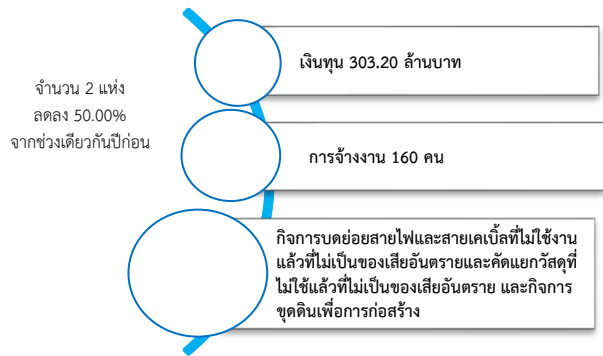 จำนวน 2 แห่ง
ลดลง 50.00%
จากช่วงเดียวกันปีก่อน
เงินทุน 303.20 ล้านบาท
การจ้างงาน 160 คน
กิจการบดย่อยสายไฟและสายเคเบิ้ลที่ไม่ใช้งาน
แล้วที่ไม่เป็นของเสียอันตรายและคัดแยกวัสดุที่
ไม่ใช้แล้วที่ไม่เป็นของเสียอันตราย และกิจการ
ขุดดินเพื่อการก่อสร้าง